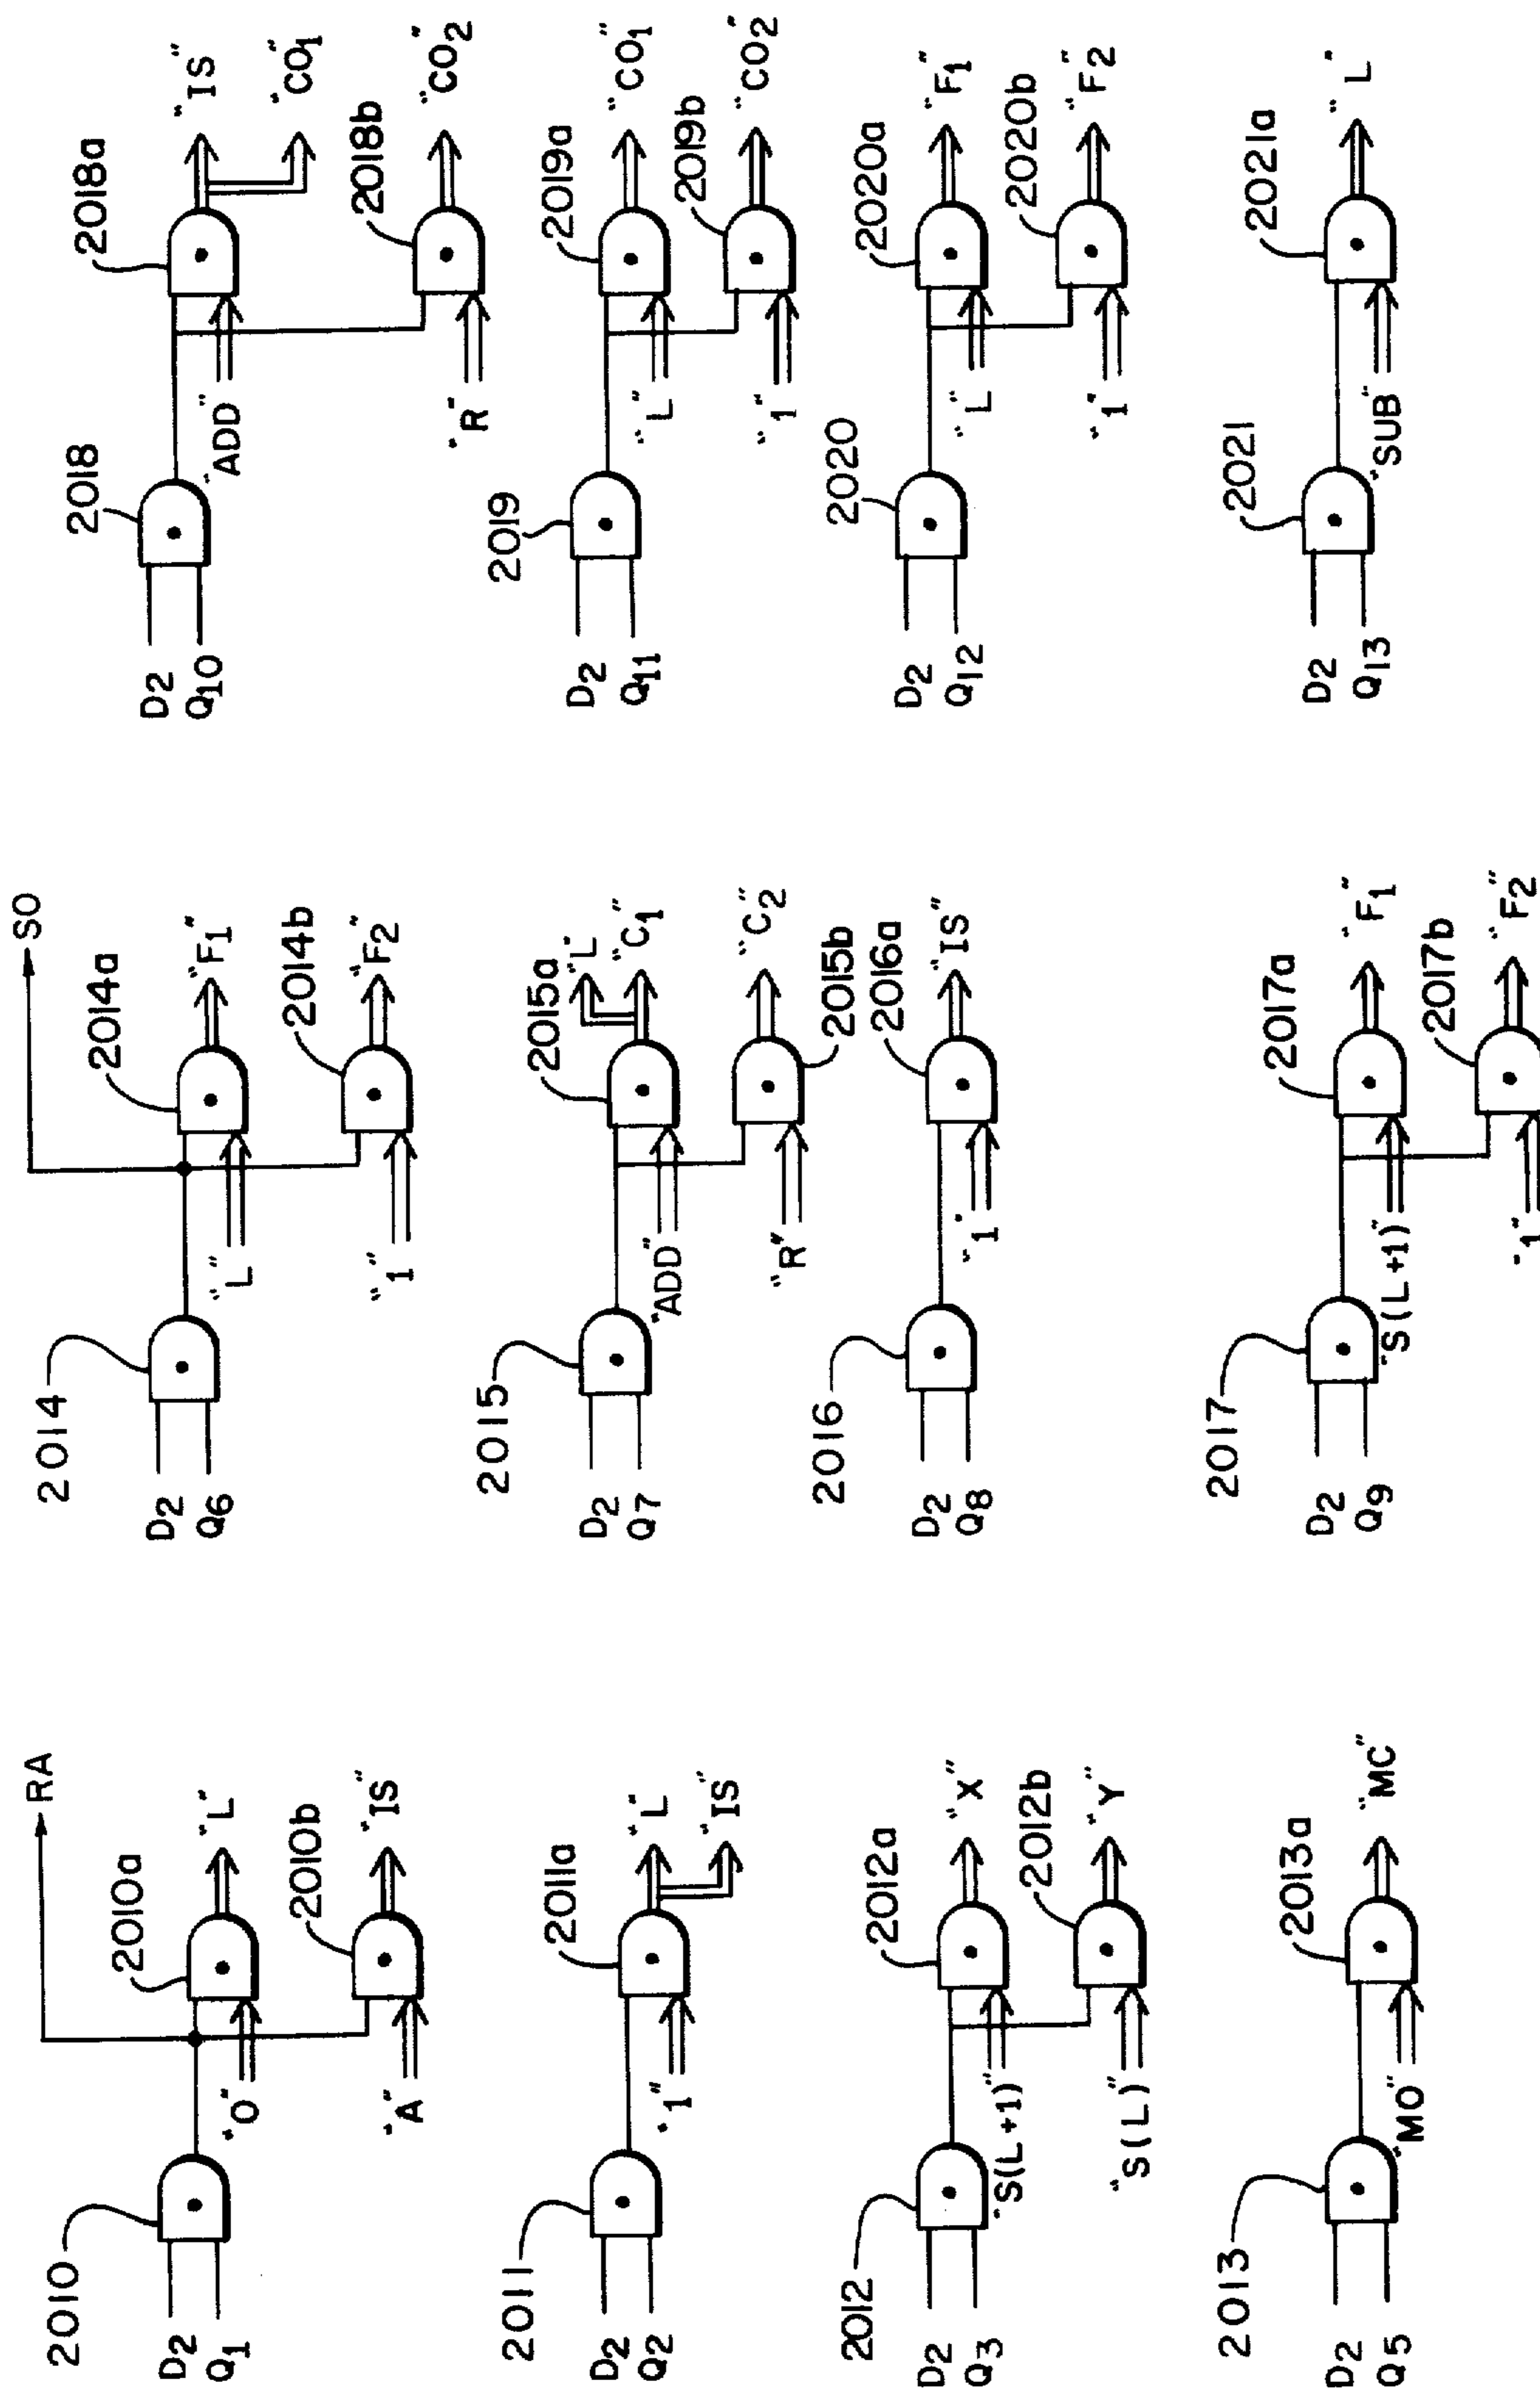 2010
D2
Q1
"0"
"A"
RA
2010a
"L"
2010b
"IS"
2011
D2
Q2
"1"
2011a
"L"
"IS"
2012
D2
Q3
"S(L+1)"
"S(L)"
2012a
"X"
2012b
"Y"
2013
D2
Q5
"MO"
2013a
"MC"
2014
D2
Q6
"L"
"1"
SO
2014a
"F1"
2014b
"F2"
2015
D2
Q7
"ADD"
"R"
2015a
"L"
"C1"
"C2"
2015b
2016
D2
Q8
"1"
2016a
"IS"
2017
D2
Q9
"S(L+1)"
"1"
2017a
"F1"
2017b
"F2"
2018
D2
Q10
"ADD"
"R"
2018a
"IS"
"CO1"
2018b
"CO2"
2019
D2
Q11
"L"
"1"
2019a
"CO1"
2019b
"CO2"
2020
D2
Q12
"L"
"1"
2020a
"F1"
2020b
"F2"
2021
D2
Q13
"SUB"
2021a
"L"